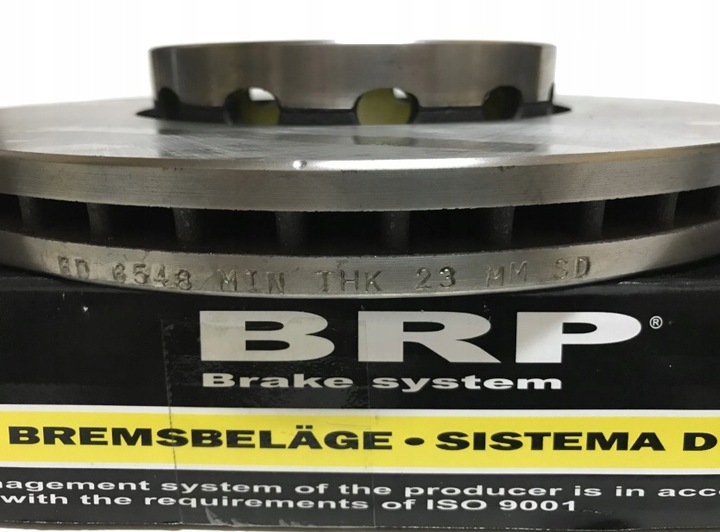 BD 6548 MIN THK 23 MM SD
BRP®
Brake system
BREMSBELÄGE • SISTEMA D
nagement system of the producer is in acc
with the requirements of ISO 9001